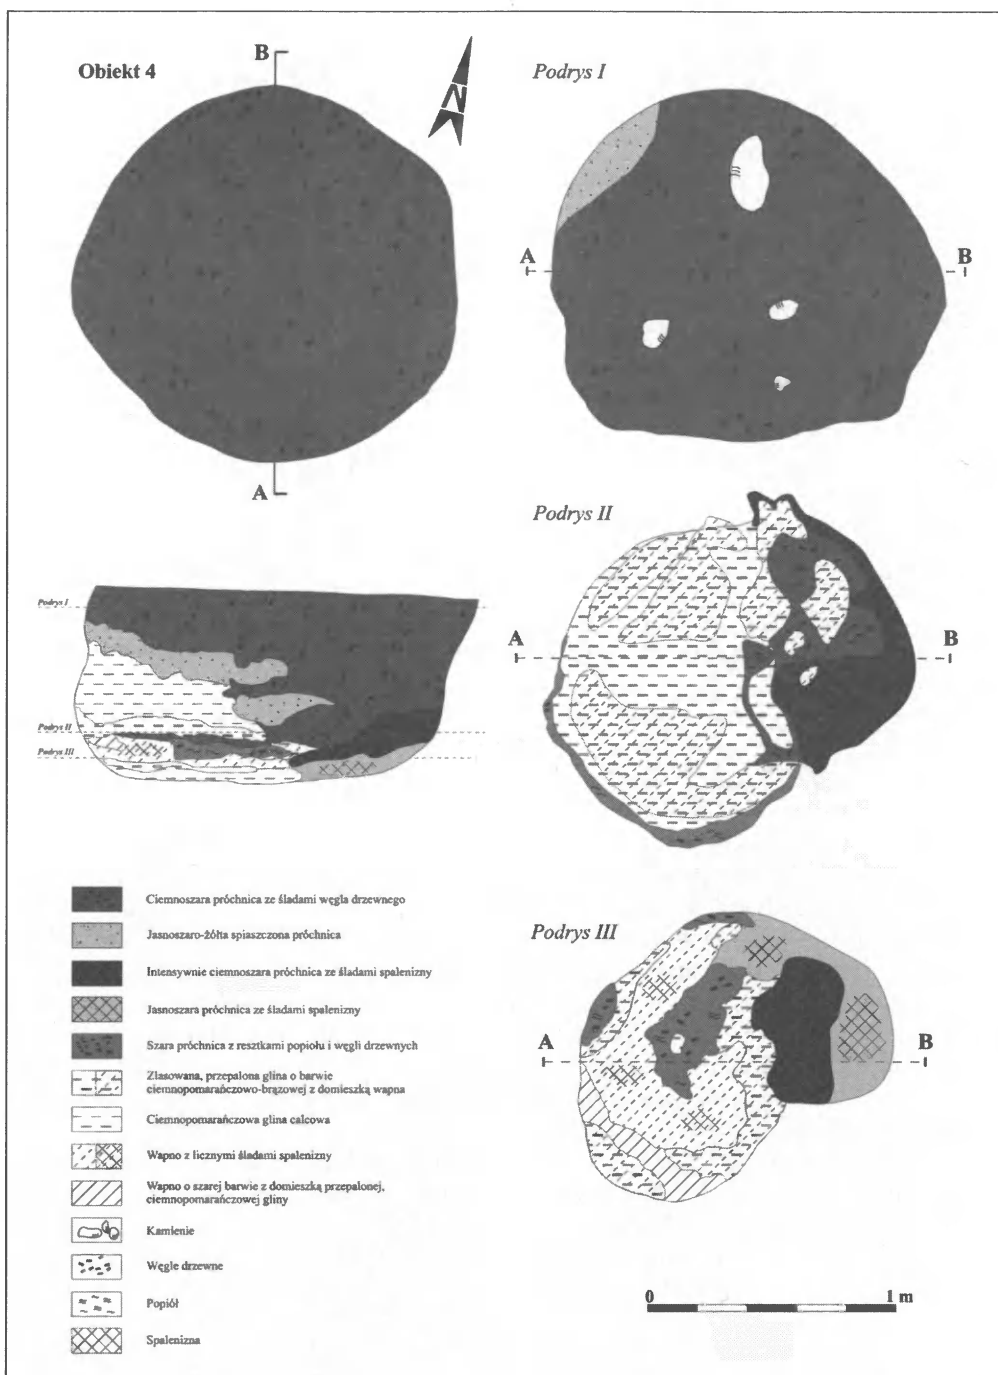 Obiekt 4
B
N
A
Podrys I
A
B
Podrys II
A
B
Podrys I
Podrys II
Podrys III
Podrys III
A
B
Ciemnoszara próchnica ze śladami węgla drzewnego
Jasnoszaro-żółta spiaszczona próchnica
Intensywnie ciemnoszara próchnica ze śladami spalenizny
Jasnoszara próchnica ze śladami spalenizny
Szara próchnica z resztkami popiołu i węgli drzewnych
Zlasowana, przepalona glina o barwie
ciemnopomarańczowo-brązowej z domieszką wapna
Ciemnopomarańczowa glina calcowa
Wapno z licznymi śladami spalenizny
Wapno o szarej barwie z domieszką przepalonej,
ciemnopomarańczowej gliny
Kamienie
Węgle drzewne
Popiół
Spalenizna
0 1 m